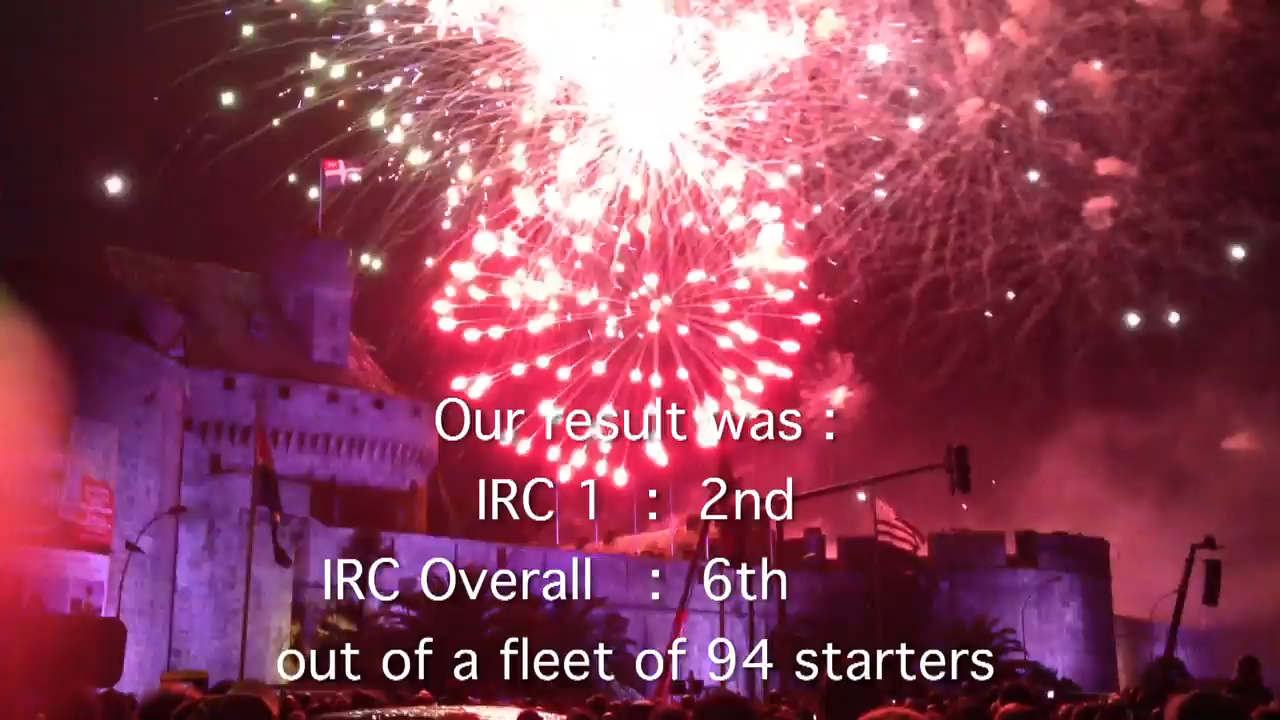 Our result was :
IRC 1 : 2nd
IRC Overall : 6th
out of a fleet of 94 starters